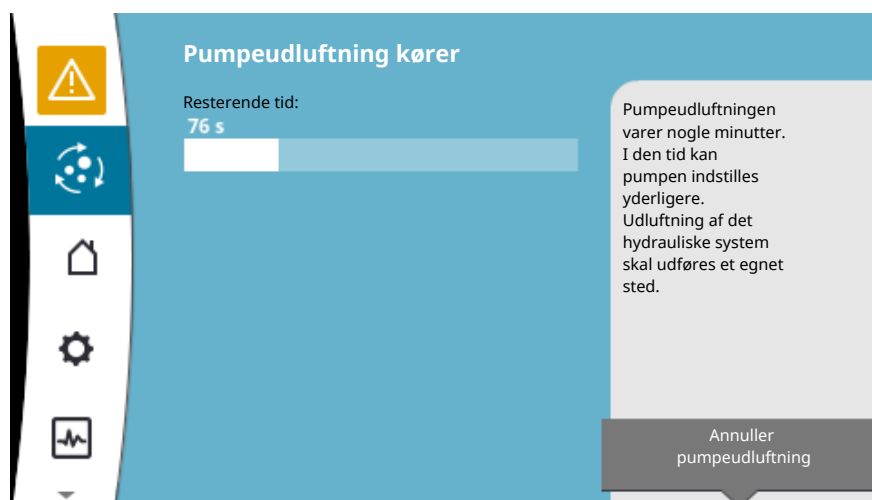 Pumpeudluftning kører
Resterende tid:
76 s
Pumpeudluftningen
varer nogle minutter.
I den tid kan
pumpen indstilles
yderligere.
Udluftning af det
hydrauliske system
skal udføres et egnet
sted.
Annuller
pumpeudluftning